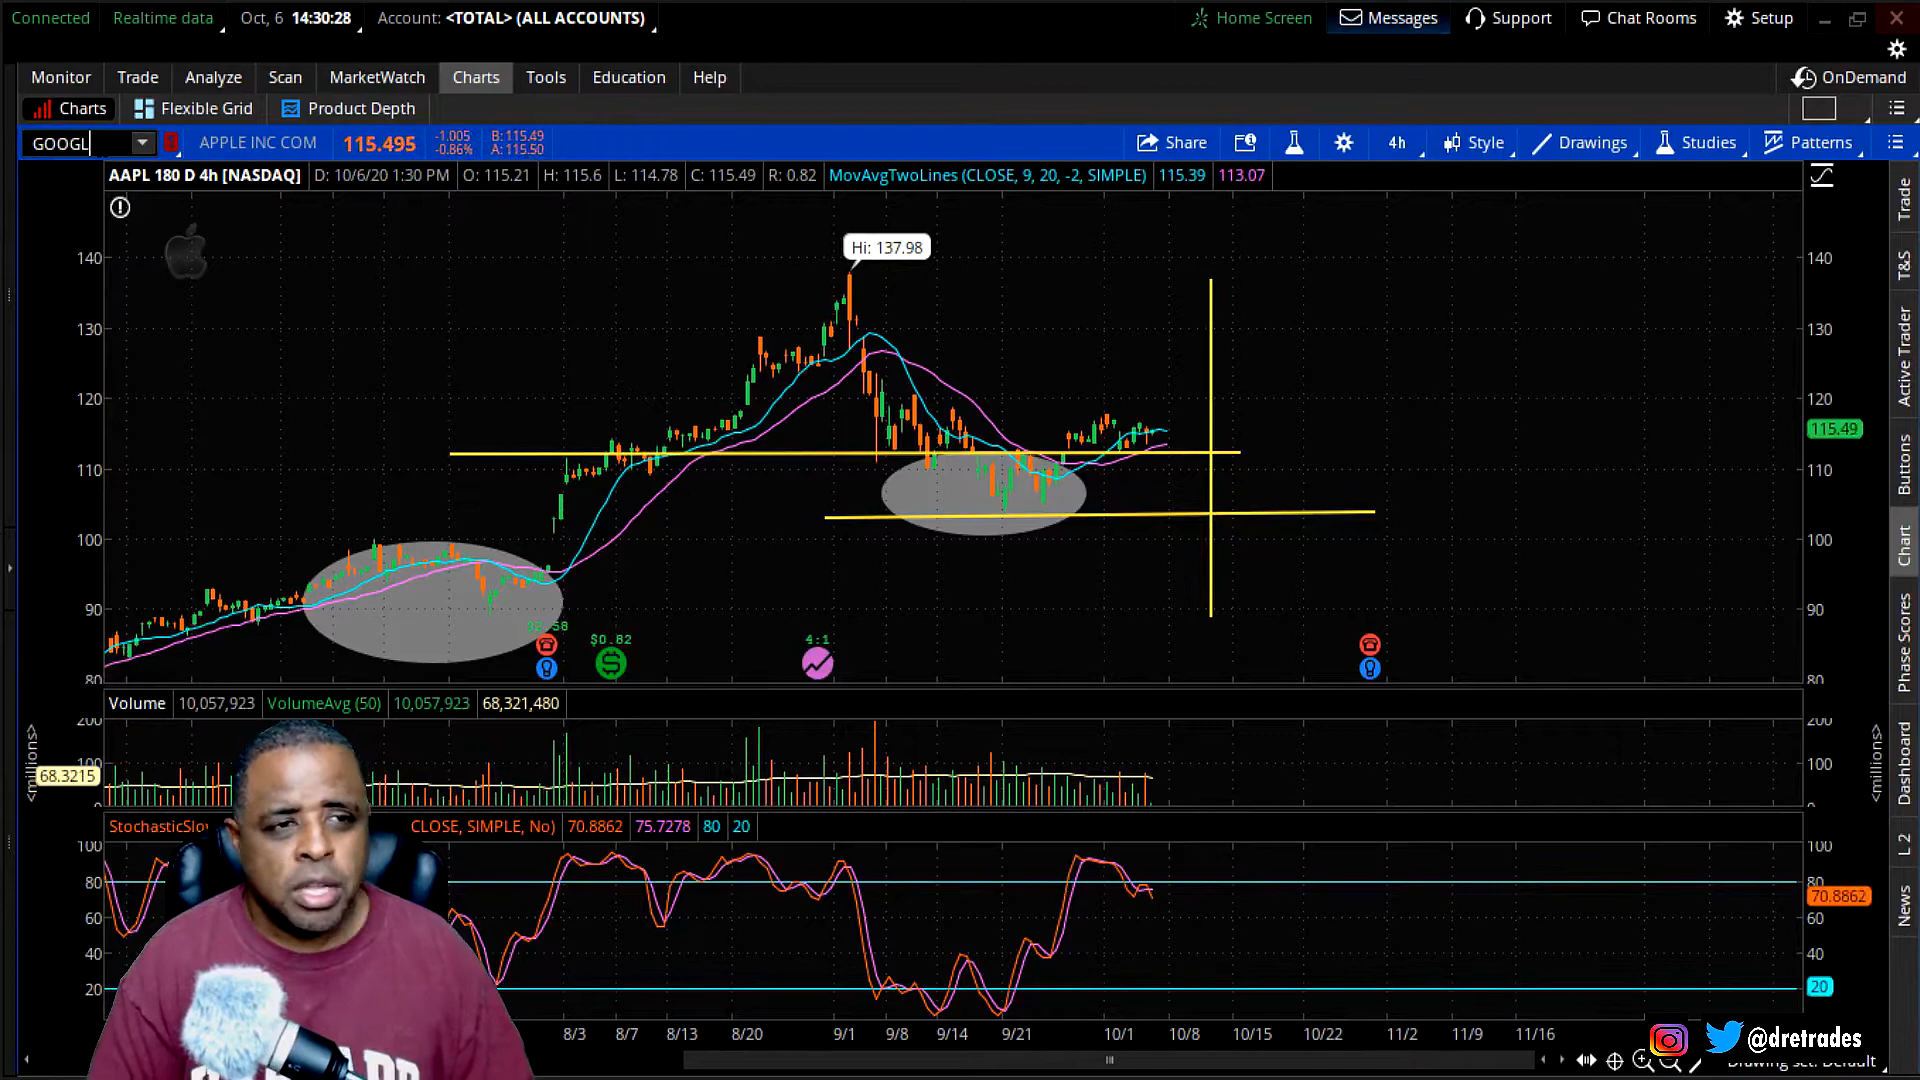 Connected Realtime data Oct, 6 14:30:28 Account: <TOTAL> (ALL ACCOUNTS) Home Screen Messages Support Chat Rooms Setup
Monitor Trade Analyze Scan MarketWatch Charts Tools Education Help OnDemand
Charts Flexible Grid Product Depth
GOOGL APPLE INC COM 115.495 -1.005 -0.86% B: 115.49 A: 115.50 Share 4h Style Drawings Studies Patterns
AAPL 180 D 4h [NASDAQ] D: 10/6/20 1:30 PM O: 115.21 H: 115.6 L: 114.78 C: 115.49 R: 0.82 MovAvgTwoLines (CLOSE, 9, 20, -2, SIMPLE) 115.39 113.07
Hi: 137.98
140 140
130 130
120 120
115.49
110 110
100 100
90 90
$0.82 4:1
80 80
Volume 10,057,923 VolumeAvg (50) 10,057,923 68,321,480
200 200
100 100
68.3215
<millions> <millions>
0 0
StochasticSlow CLOSE, SIMPLE, No) 70.8862 75.7278 80 20
100 100
80 80
70.8862
60 60
40 40
20 20
8/3 8/7 8/13 8/20 9/1 9/8 9/14 9/21 10/1 10/8 10/15 10/22 11/2 11/9 11/16
@dretrades
Drawing set: Default
Trade
T&S
Active Trader
Buttons
Chart
Phase Scores
Dashboard
L 2
News